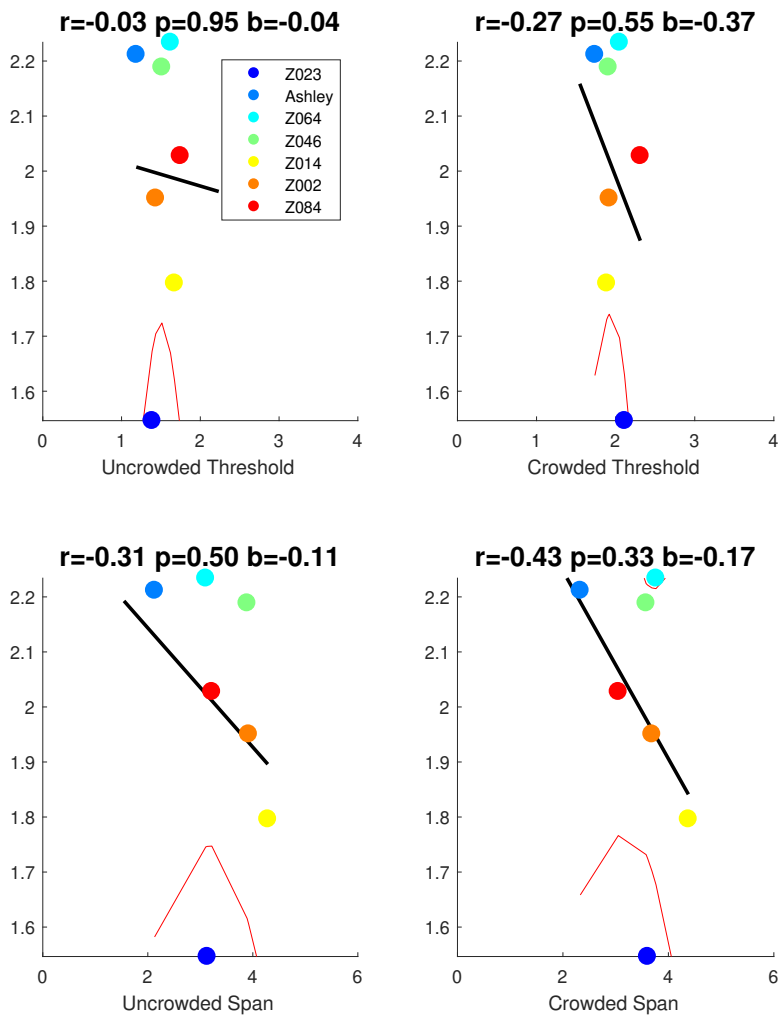 r=-0.03 p=0.95 b=-0.04
2.2
2.1
2
1.9
1.8
1.7
1.6
0 1 2 3 4
Uncrowded Threshold
Z023
Ashley
Z064
Z046
Z014
Z002
Z084
r=-0.27 p=0.55 b=-0.37
2.2
2.1
2
1.9
1.8
1.7
1.6
0 1 2 3 4
Crowded Threshold
r=-0.31 p=0.50 b=-0.11
2.2
2.1
2
1.9
1.8
1.7
1.6
0 2 4 6
Uncrowded Span
r=-0.43 p=0.33 b=-0.17
2.2
2.1
2
1.9
1.8
1.7
1.6
0 2 4 6
Crowded Span